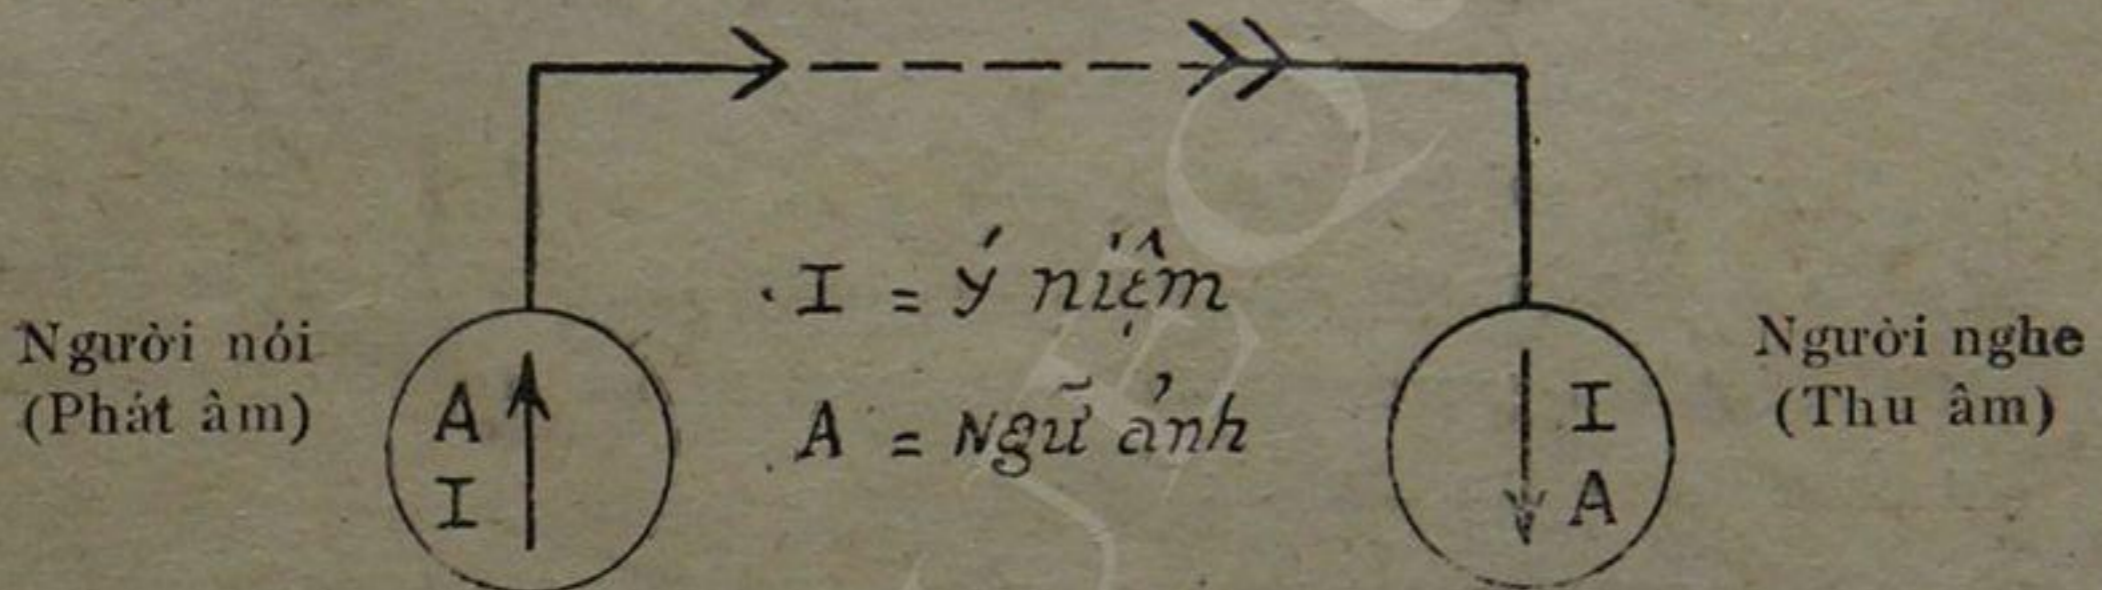 I = ý niệm
Người nói
(Phát âm)
A
I
A = Ngữ ảnh
I
A
Người nghe
(Thu âm)